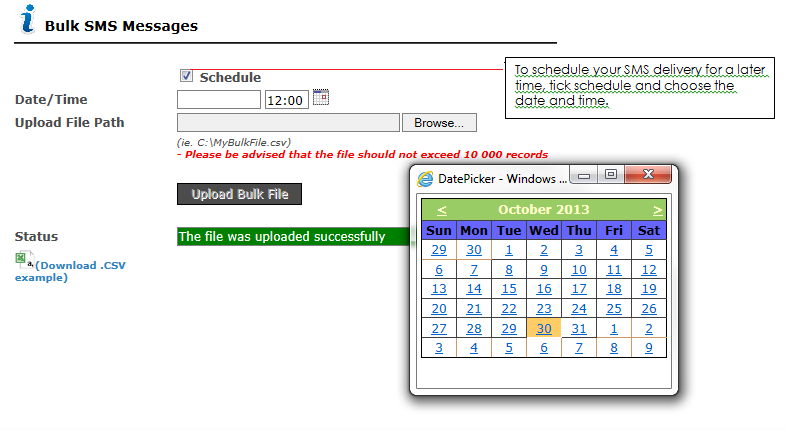 Bulk SMS Messages
Schedule
To schedule your SMS delivery for a later
time, tick schedule and choose the
date and time.
Date/Time 12:00
Upload File Path Browse...
(ie. C:\MyBulkFile.csv)
- Please be advised that the file should not exceed 10 000 records
Upload Bulk File
Status The file was uploaded successfully
(Download .CSV
example)
DatePicker - Windows ...
< October 2013 >
Sun Mon Tue Wed Thu Fri Sat
29 30 1 2 3 4 5
6 7 8 9 10 11 12
13 14 15 16 17 18 19
20 21 22 23 24 25 26
27 28 29 30 31 1 2
3 4 5 6 7 8 9